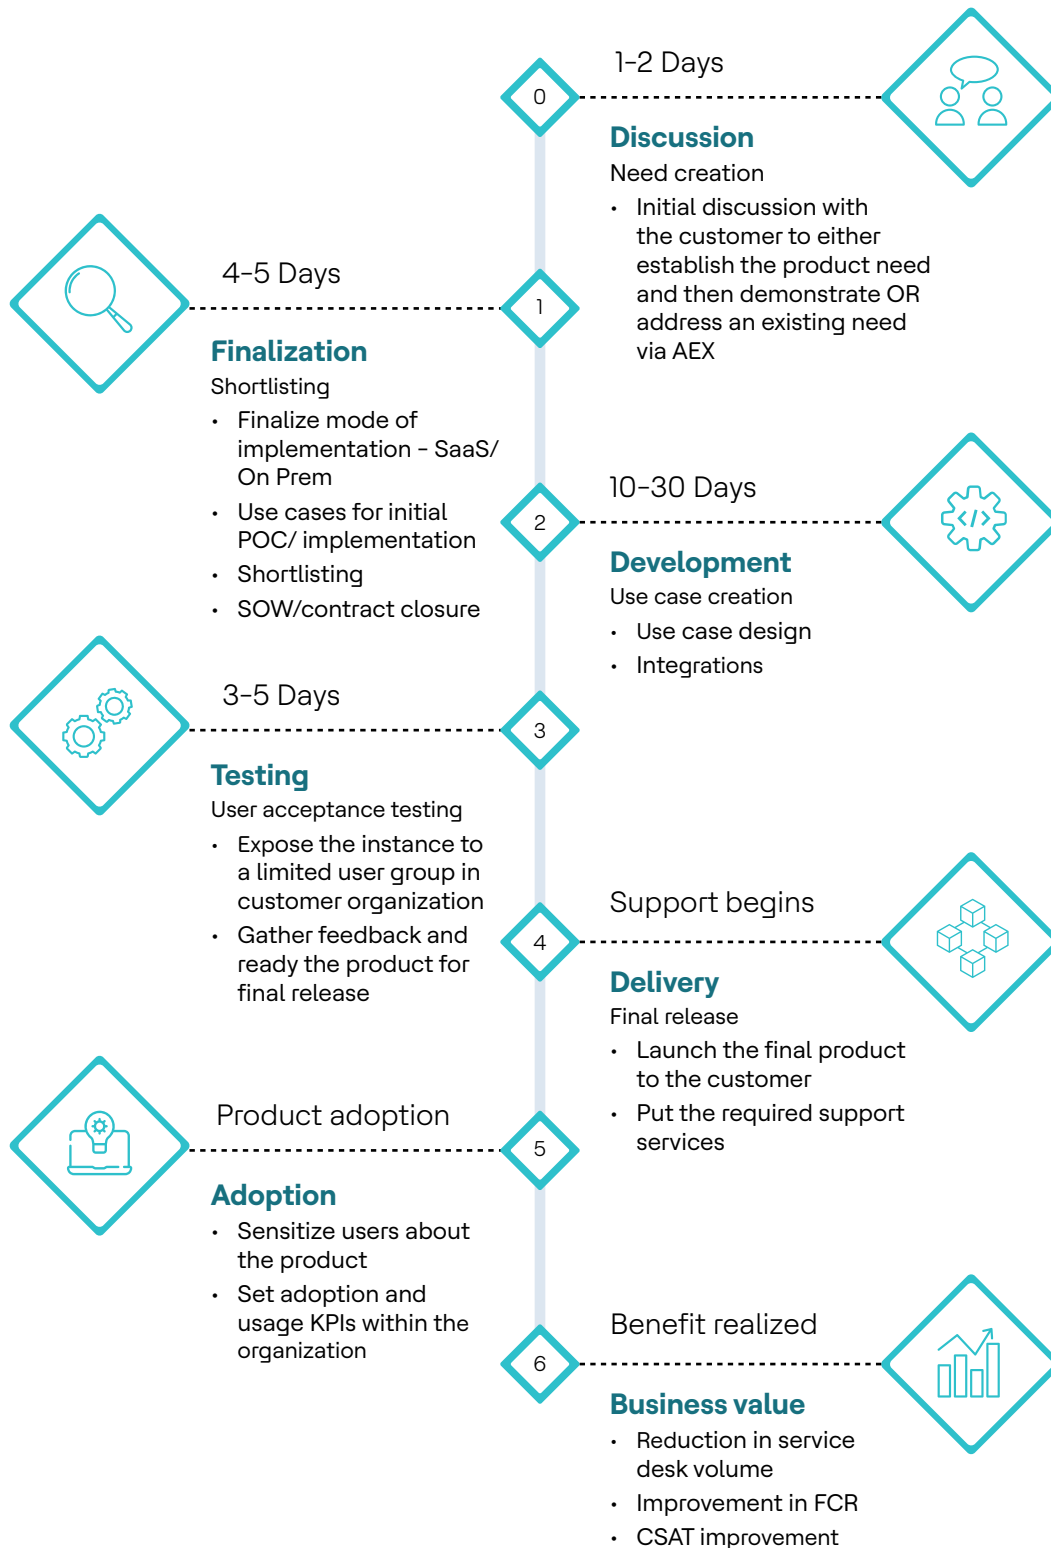 1-2 Days
0
Discussion
Need creation
• Initial discussion with
the customer to either
establish the product need
and then demonstrate OR
address an existing need
via AEX
4-5 Days
1
Finalization
Shortlisting
• Finalize mode of
implementation - SaaS/
On Prem
• Use cases for initial
POC/ implementation
• Shortlisting
• SOW/contract closure
10-30 Days
2
</>
Development
Use case creation
• Use case design
• Integrations
3-5 Days
3
Testing
User acceptance testing
• Expose the instance to
a limited user group in
customer organization
• Gather feedback and
ready the product for
final release
Support begins
4
Delivery
Final release
• Launch the final product
to the customer
• Put the required support
services
Product adoption
5
Adoption
• Sensitize users about
the product
• Set adoption and
usage KPIs within the
organization
Benefit realized
6
Business value
• Reduction in service
desk volume
• Improvement in FCR
• CSAT improvement